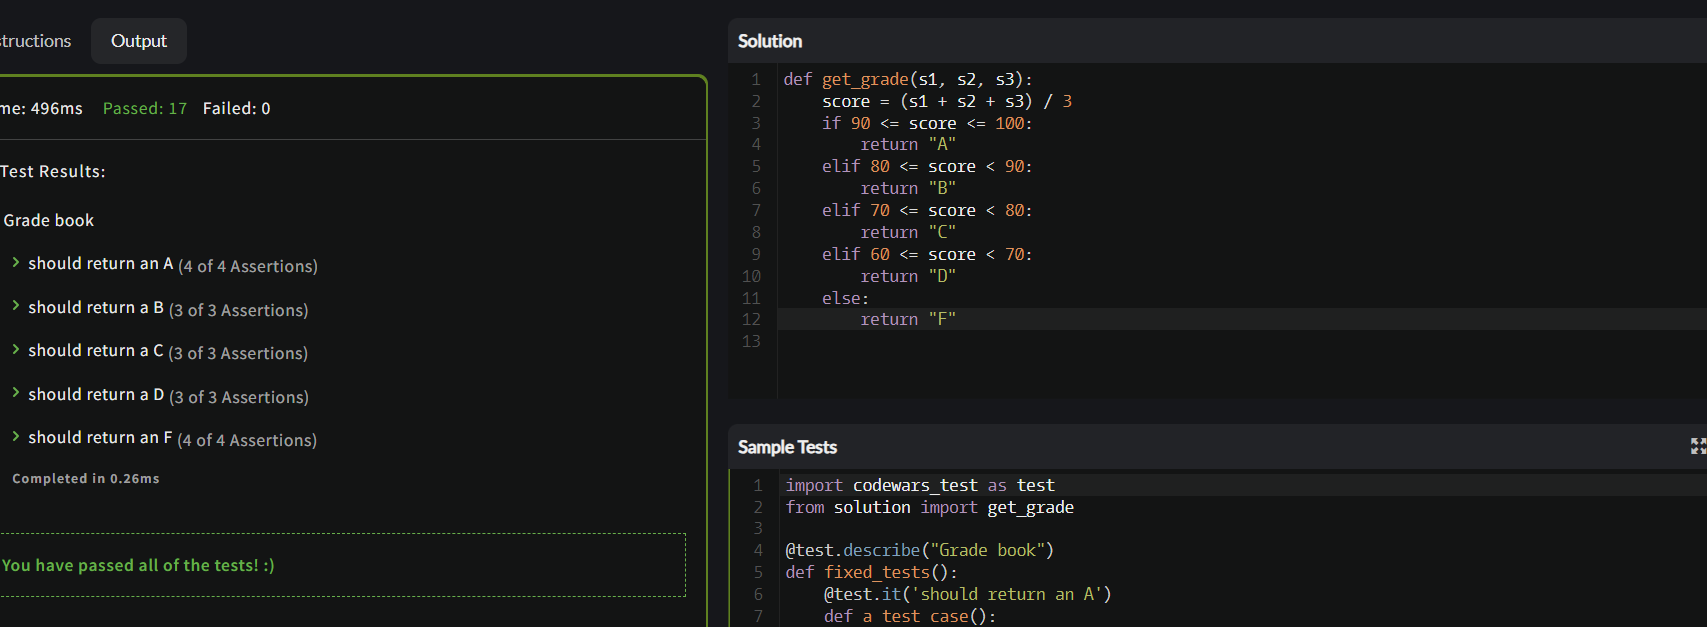 Output
Time: 496ms Passed: 17 Failed: 0
Test Results:
Grade book
should return an A (4 of 4 Assertions)
should return a B (3 of 3 Assertions)
should return a C (3 of 3 Assertions)
should return a D (3 of 3 Assertions)
should return an F (4 of 4 Assertions)
Completed in 0.26ms
You have passed all of the tests! :)
Solution
1 def get_grade(s1, s2, s3):
2     score = (s1 + s2 + s3) / 3
3     if 90 <= score <= 100:
4         return "A"
5     elif 80 <= score < 90:
6         return "B"
7     elif 70 <= score < 80:
8         return "C"
9     elif 60 <= score < 70:
10         return "D"
11     else:
12         return "F"
13
Sample Tests
1 import codewars_test as test
2 from solution import get_grade
3
4 @test.describe("Grade book")
5 def fixed_tests():
6     @test.it('should return an A')
7     def a_test_case():